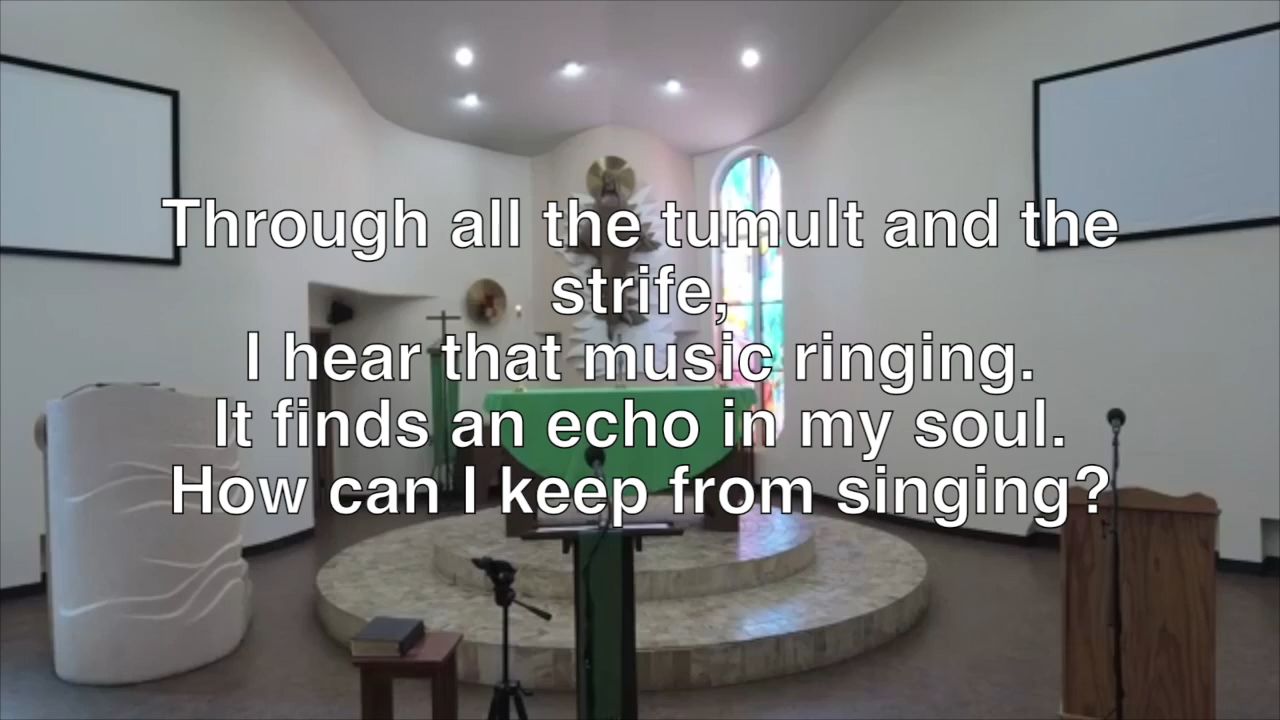 Through all the tumult and the
strife,
I hear that music ringing.
It finds an echo in my soul.
How can I keep from singing?